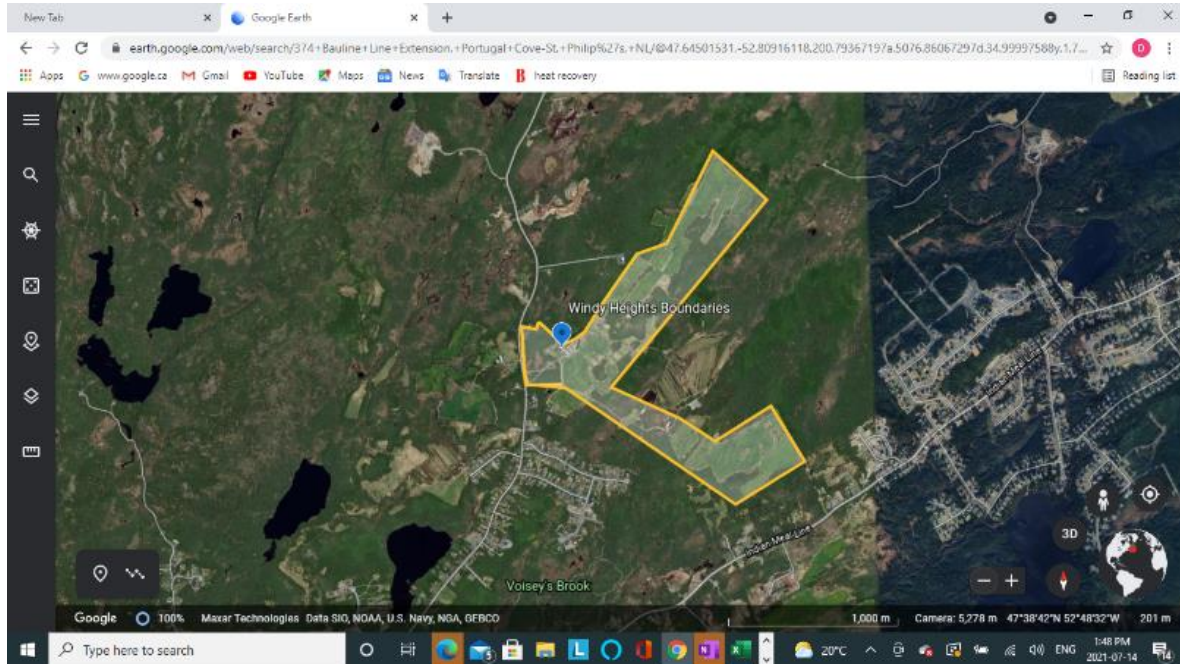 New Tab
Google Earth
earth.google.com/web/search/374+Bauline+Line+Extension,+Portugal+Cove-St.+Philip%27s,+NL/@47.64501531,-52.80916118,200.79367197a,5076.86067297d,34.99997588y,1.7...
D
Apps
www.google.ca
Gmail
YouTube
Maps
News
Translate
heat recovery
Reading list
Windy Heights Boundaries
Indian Meal Line
Indian Meal Line
Voisey's Brook
3D
Google
100%
Maxar Technologies Data SIO, NOAA, U.S. Navy, NGA, GEBCO
1,000 m
Camera: 5,278 m 47°38'42"N 52°48'32"W 201 m
Type here to search
20°C
ENG
1:48 PM
2021-07-14